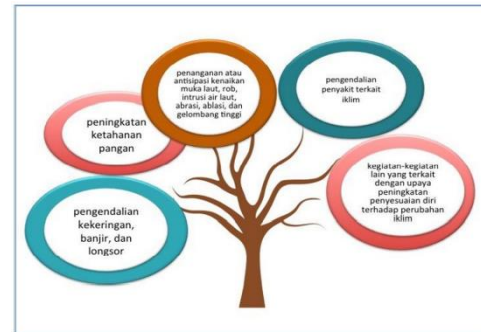 penanganan atau
antisipasi kenaikan
muka laut, rob,
intrusi air laut,
abrasi, ablasi, dan
gelombang tinggi
pengendalian
penyakit terkait
iklim
peningkatan
ketahanan
pangan
kegiatan-kegiatan
lain yang terkait
dengan upaya
peningkatan
penyesuaian diri
terhadap perubahan
iklim
pengendalian
kekeringan,
banjir, dan
longsor